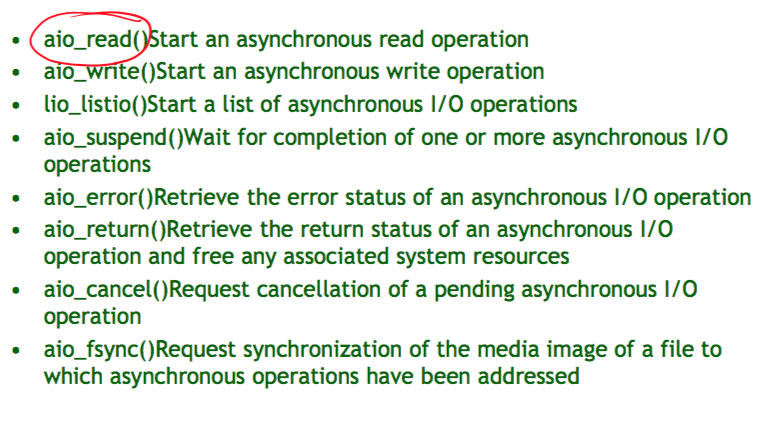 • aio_read()Start an asynchronous read operation
• aio_write()Start an asynchronous write operation
• lio_listio()Start a list of asynchronous I/O operations
• aio_suspend()Wait for completion of one or more asynchronous I/O
operations
• aio_error()Retrieve the error status of an asynchronous I/O operation
• aio_return()Retrieve the return status of an asynchronous I/O
operation and free any associated system resources
• aio_cancel()Request cancellation of a pending asynchronous I/O
operation
• aio_fsync()Request synchronization of the media image of a file to
which asynchronous operations have been addressed